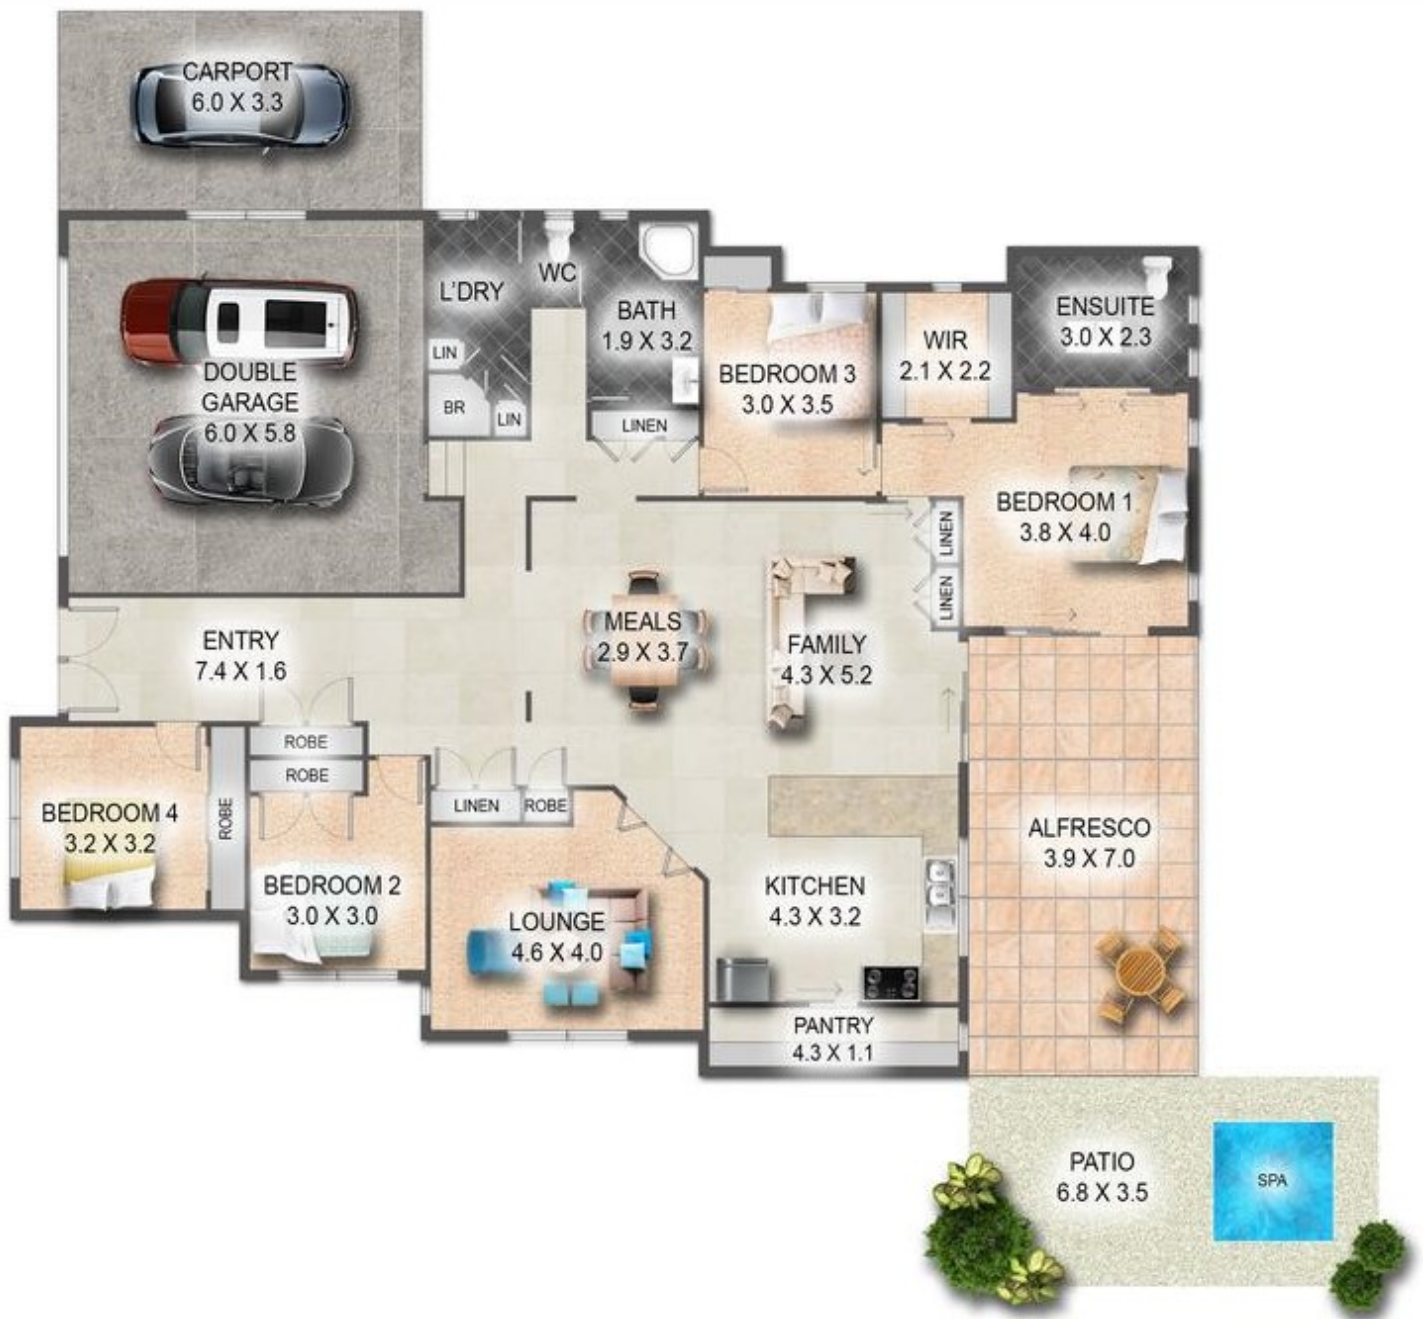 CARPORT
6.0 X 3.3
L'DRY
WC
BATH
1.9 X 3.2
LIN
BR
LIN
LINEN
DOUBLE
GARAGE
6.0 X 5.8
BEDROOM 3
3.0 X 3.5
WIR
2.1 X 2.2
ENSUITE
3.0 X 2.3
BEDROOM 1
3.8 X 4.0
LINEN
LINEN
ENTRY
7.4 X 1.6
MEALS
2.9 X 3.7
FAMILY
4.3 X 5.2
ROBE
ROBE
ROBE
BEDROOM 4
3.2 X 3.2
BEDROOM 2
3.0 X 3.0
LINEN
ROBE
LOUNGE
4.6 X 4.0
KITCHEN
4.3 X 3.2
PANTRY
4.3 X 1.1
ALFRESCO
3.9 X 7.0
PATIO
6.8 X 3.5
SPA